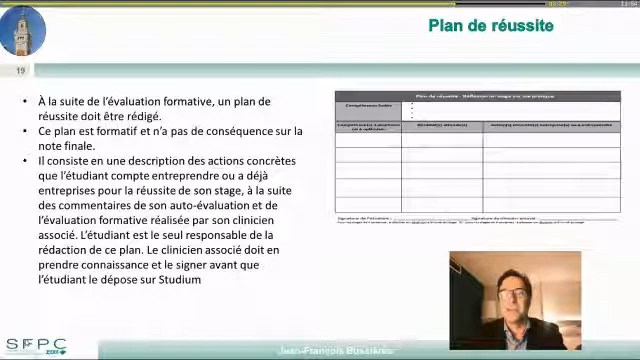 Plan de réussite
19
• À la suite de l'évaluation formative, un plan de
réussite doit être rédigé.
• Ce plan est formatif et n'a pas de conséquence sur la
note finale.
• Il consiste en une description des actions concrètes
que l'étudiant compte entreprendre ou a déjà
entreprises pour la réussite de son stage, à la suite
des commentaires de son auto-évaluation et de
l'évaluation formative réalisée par son clinicien
associé. L'étudiant est le seul responsable de la
rédaction de ce plan. Le clinicien associé doit en
prendre connaissance et le signer avant que
l'étudiant le dépose sur Studium
SFPC
Jean-François Bussières